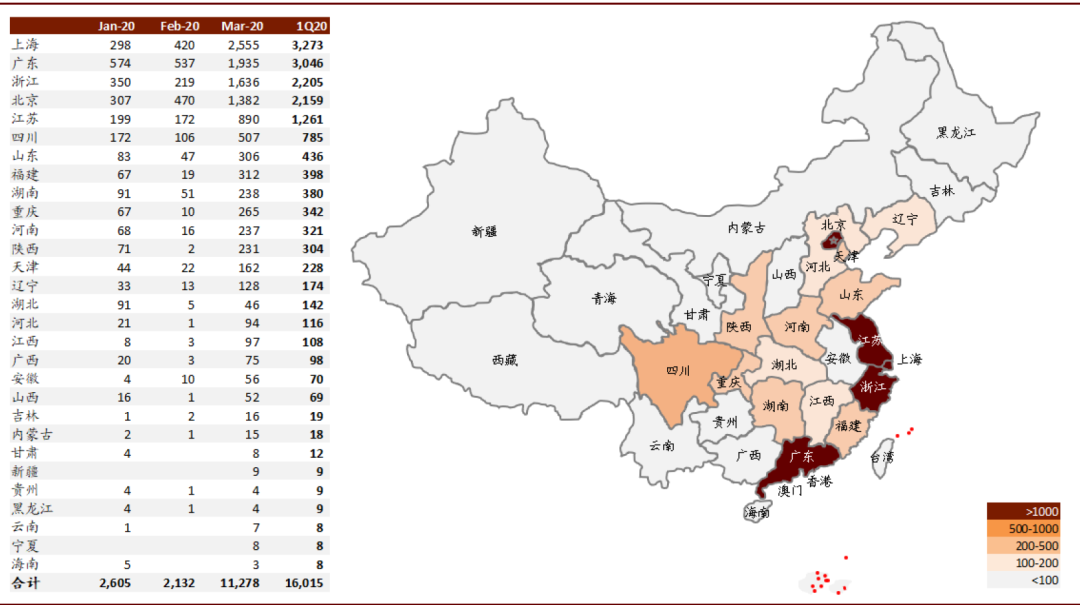 Jan-20 Feb-20 Mar-20 1Q20
上海 298 420 2,555 3,273
广东 574 537 1,935 3,046
浙江 350 219 1,636 2,205
北京 307 470 1,382 2,159
江苏 199 172 890 1,261
四川 172 106 507 785
山东 83 47 306 436
福建 67 19 312 398
湖南 91 51 238 380
重庆 67 10 265 342
河南 68 16 237 321
陕西 71 2 231 304
天津 44 22 162 228
辽宁 33 13 128 174
湖北 91 5 46 142
河北 21 1 94 116
江西 8 3 97 108
广西 20 3 75 98
安徽 4 10 56 70
山西 16 1 52 69
吉林 1 2 16 19
内蒙古 2 1 15 18
甘肃 4 8 12
新疆 9 9
贵州 4 1 4 9
黑龙江 4 1 4 9
云南 1 7 8
宁夏 8 8
海南 5 3 8
合计 2,605 2,132 11,278 16,015
黑龙江
吉林
辽宁
北京
内蒙古
新疆
天津
河北
山西
宁夏
青海
山东
甘肃
陕西
河南
江苏
西藏
安徽
上海
湖北
四川
重庆
浙江
江西
湖南
贵州
福建
云南
广西
广东
台湾
香港
澳门
海南
>1000
500-1000
200-500
100-200
<100